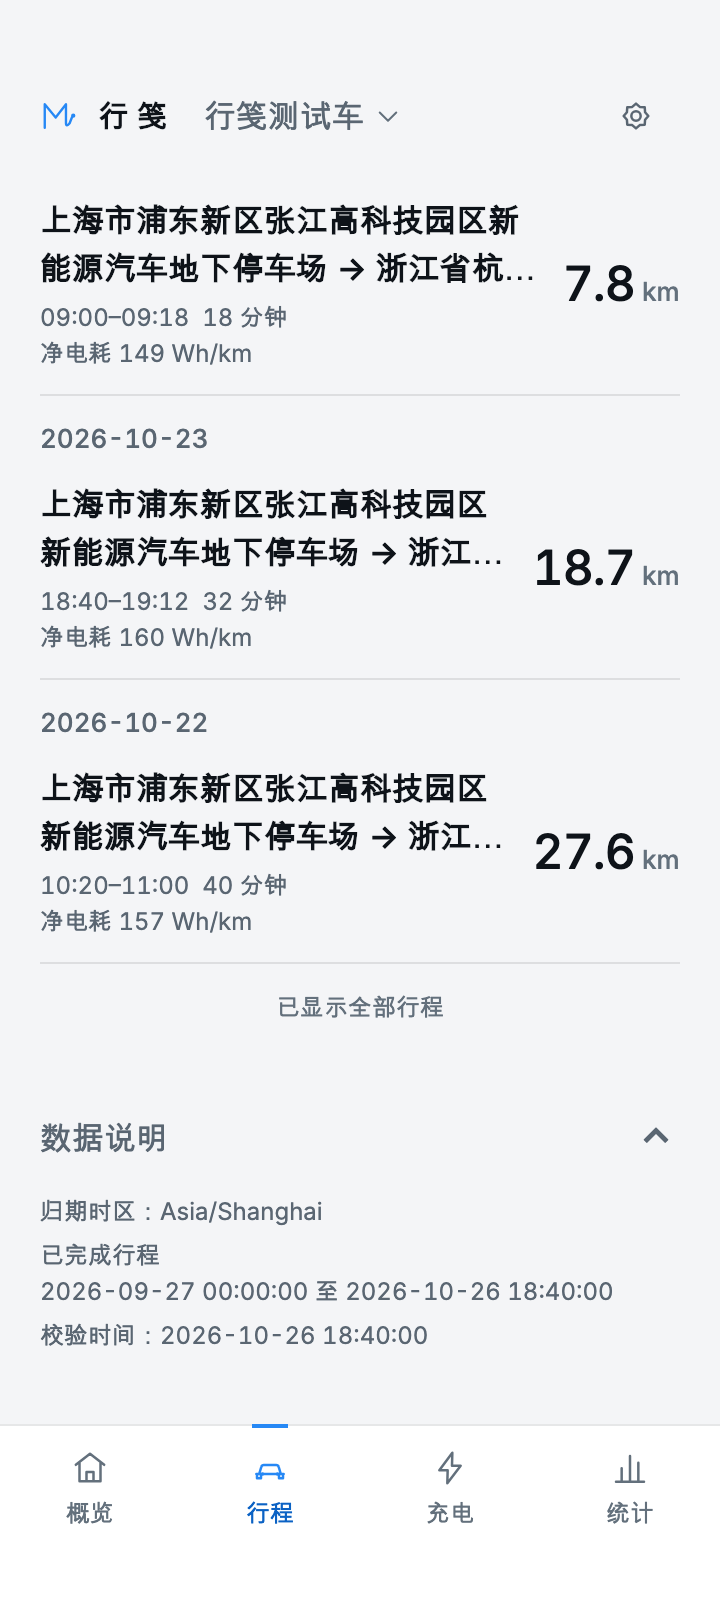 行笺 行笺测试车
上海市浦东新区张江高科技园区新
能源汽车地下停车场 → 浙江省杭...
7.8 km
09:00–09:18 18 分钟
净电耗 149 Wh/km
2026-10-23
上海市浦东新区张江高科技园区
新能源汽车地下停车场 → 浙江...
18.7 km
18:40–19:12 32 分钟
净电耗 160 Wh/km
2026-10-22
上海市浦东新区张江高科技园区
新能源汽车地下停车场 → 浙江...
27.6 km
10:20–11:00 40 分钟
净电耗 157 Wh/km
已显示全部行程
数据说明
归期时区：Asia/Shanghai
已完成行程
2026-09-27 00:00:00 至 2026-10-26 18:40:00
校验时间：2026-10-26 18:40:00
概览 行程 充电 统计